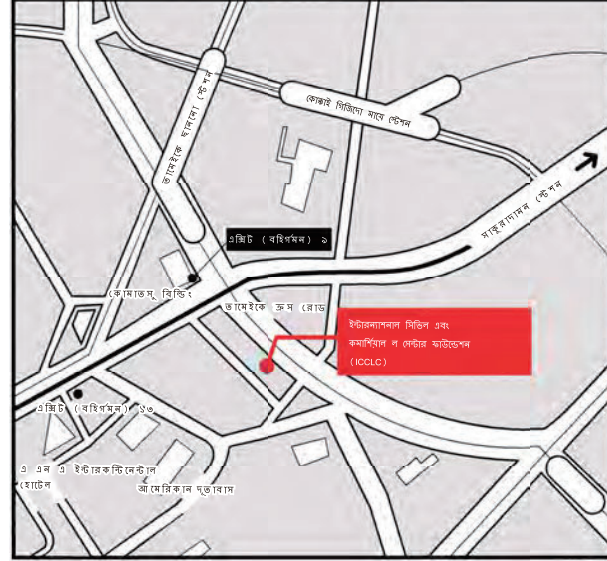 তামেইকে ছাননো স্টেশন
কোক্কাই গিজিদো মায়ে স্টেশন
সাকুরাদামন স্টেশন
এক্সিট (বহির্গমন) ৯
কোমাতসু বিল্ডিং
তামেইকে ক্রস রোড
ইন্টারন্যাশনাল সিভিল এবং
কমার্শিয়াল ল সেন্টার ফাউন্ডেশন
(ICCLC)
এক্সিট (বহির্গমন) ১৩
এ এন এ ইন্টারকন্টিনেন্টাল
হোটেল
আমেরিকান দূতাবাস